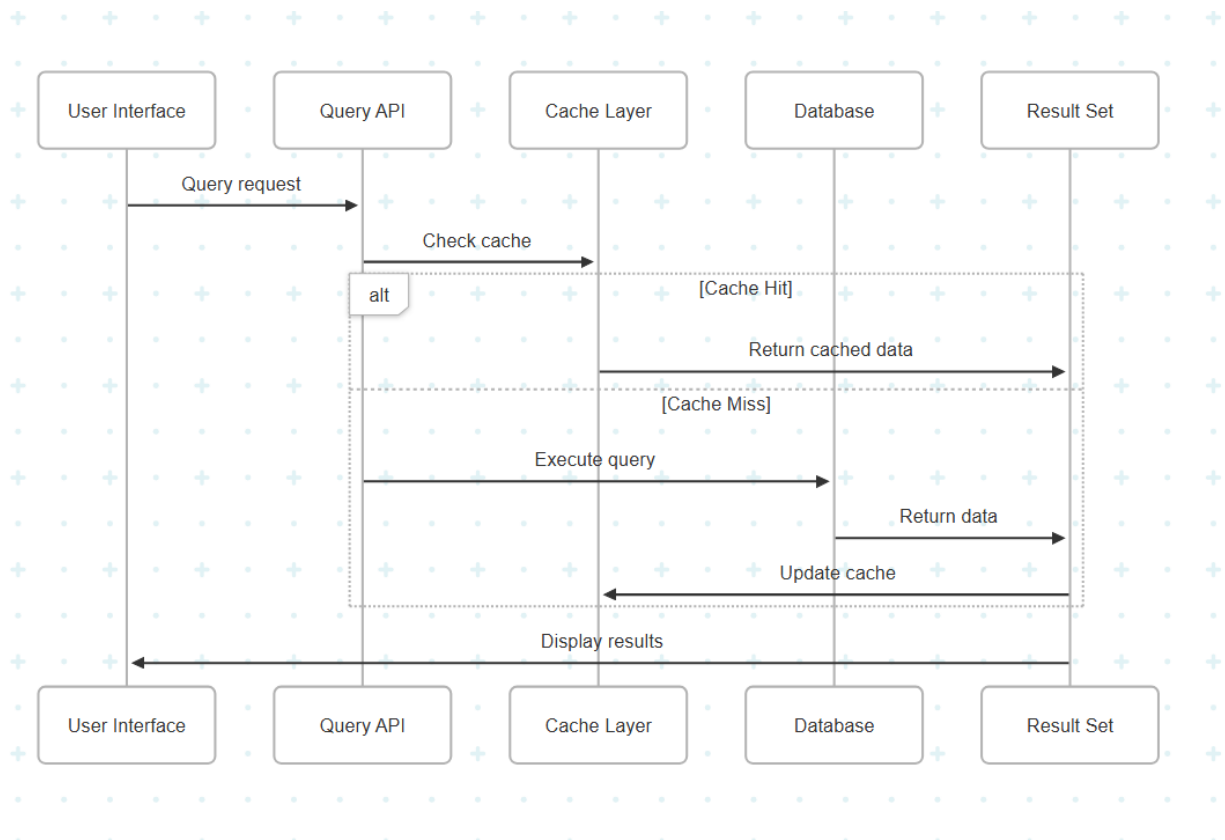 User Interface
Query API
Cache Layer
Database
Result Set
Query request
Check cache
alt
[Cache Hit]
Return cached data
[Cache Miss]
Execute query
Return data
Update cache
Display results
User Interface
Query API
Cache Layer
Database
Result Set